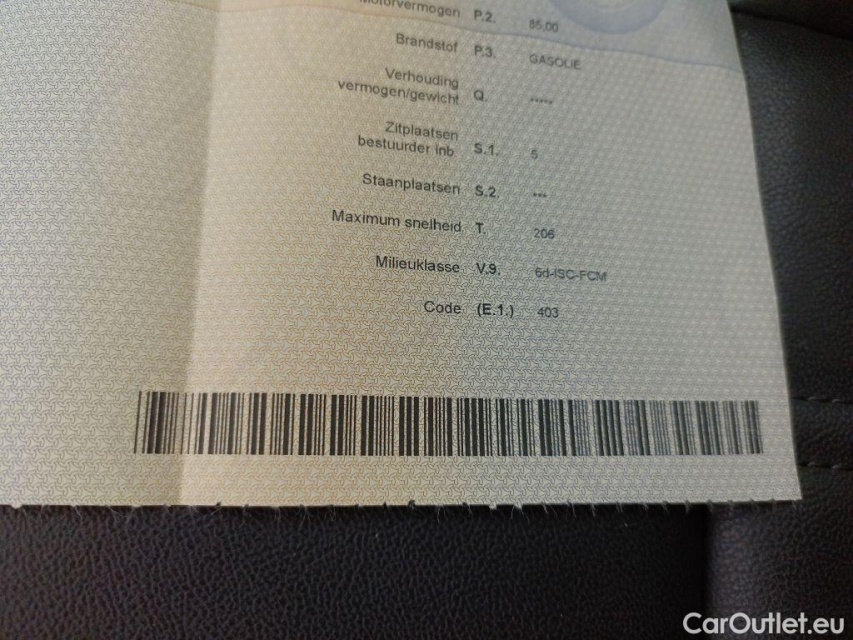 Motorvermogen P.2. 85.00
Brandstof P.3. GASOLIE
Verhouding
vermogen/gewicht Q. -----
Zitplaatsen
bestuurder inb S.1. 5
Staanplaatsen S.2. ---
Maximum snelheid T. 206
Milieuklasse V.9. 6d-ISC-FCM
Code (E.1.) 403
CarOutlet.eu